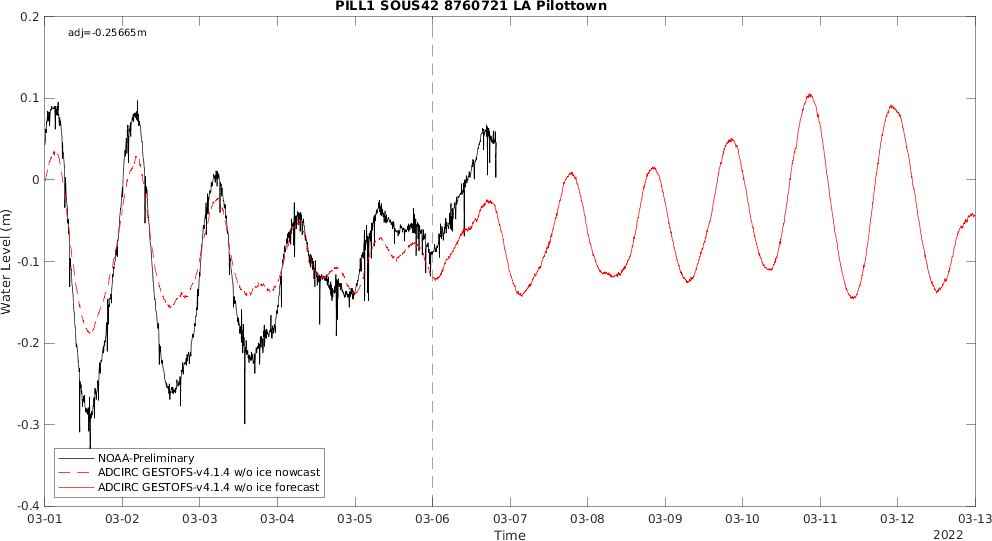 PILL1 SOUS42 8760721 LA Pilottown
adj=-0.25665m
0.2
0.1
0
-0.1
-0.2
-0.3
-0.4
Water Level (m)
NOAA-Preliminary
ADCIRC GESTOFS-v4.1.4 w/o ice nowcast
ADCIRC GESTOFS-v4.1.4 w/o ice forecast
03-01 03-02 03-03 03-04 03-05 03-06 03-07 03-08 03-09 03-10 03-11 03-12 03-13
Time
2022